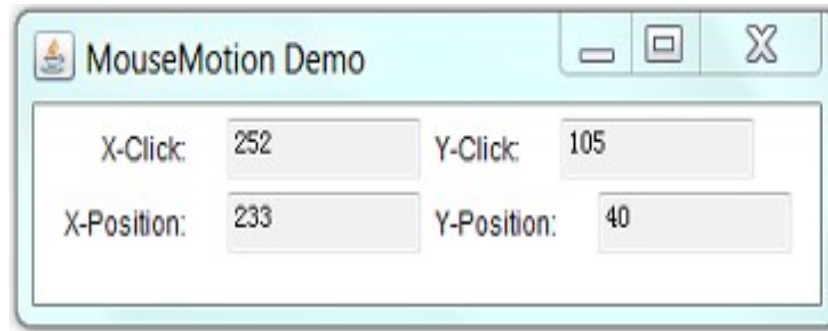 MouseMotion Demo
X-Click: 252 Y-Click: 105
X-Position: 233 Y-Position: 40